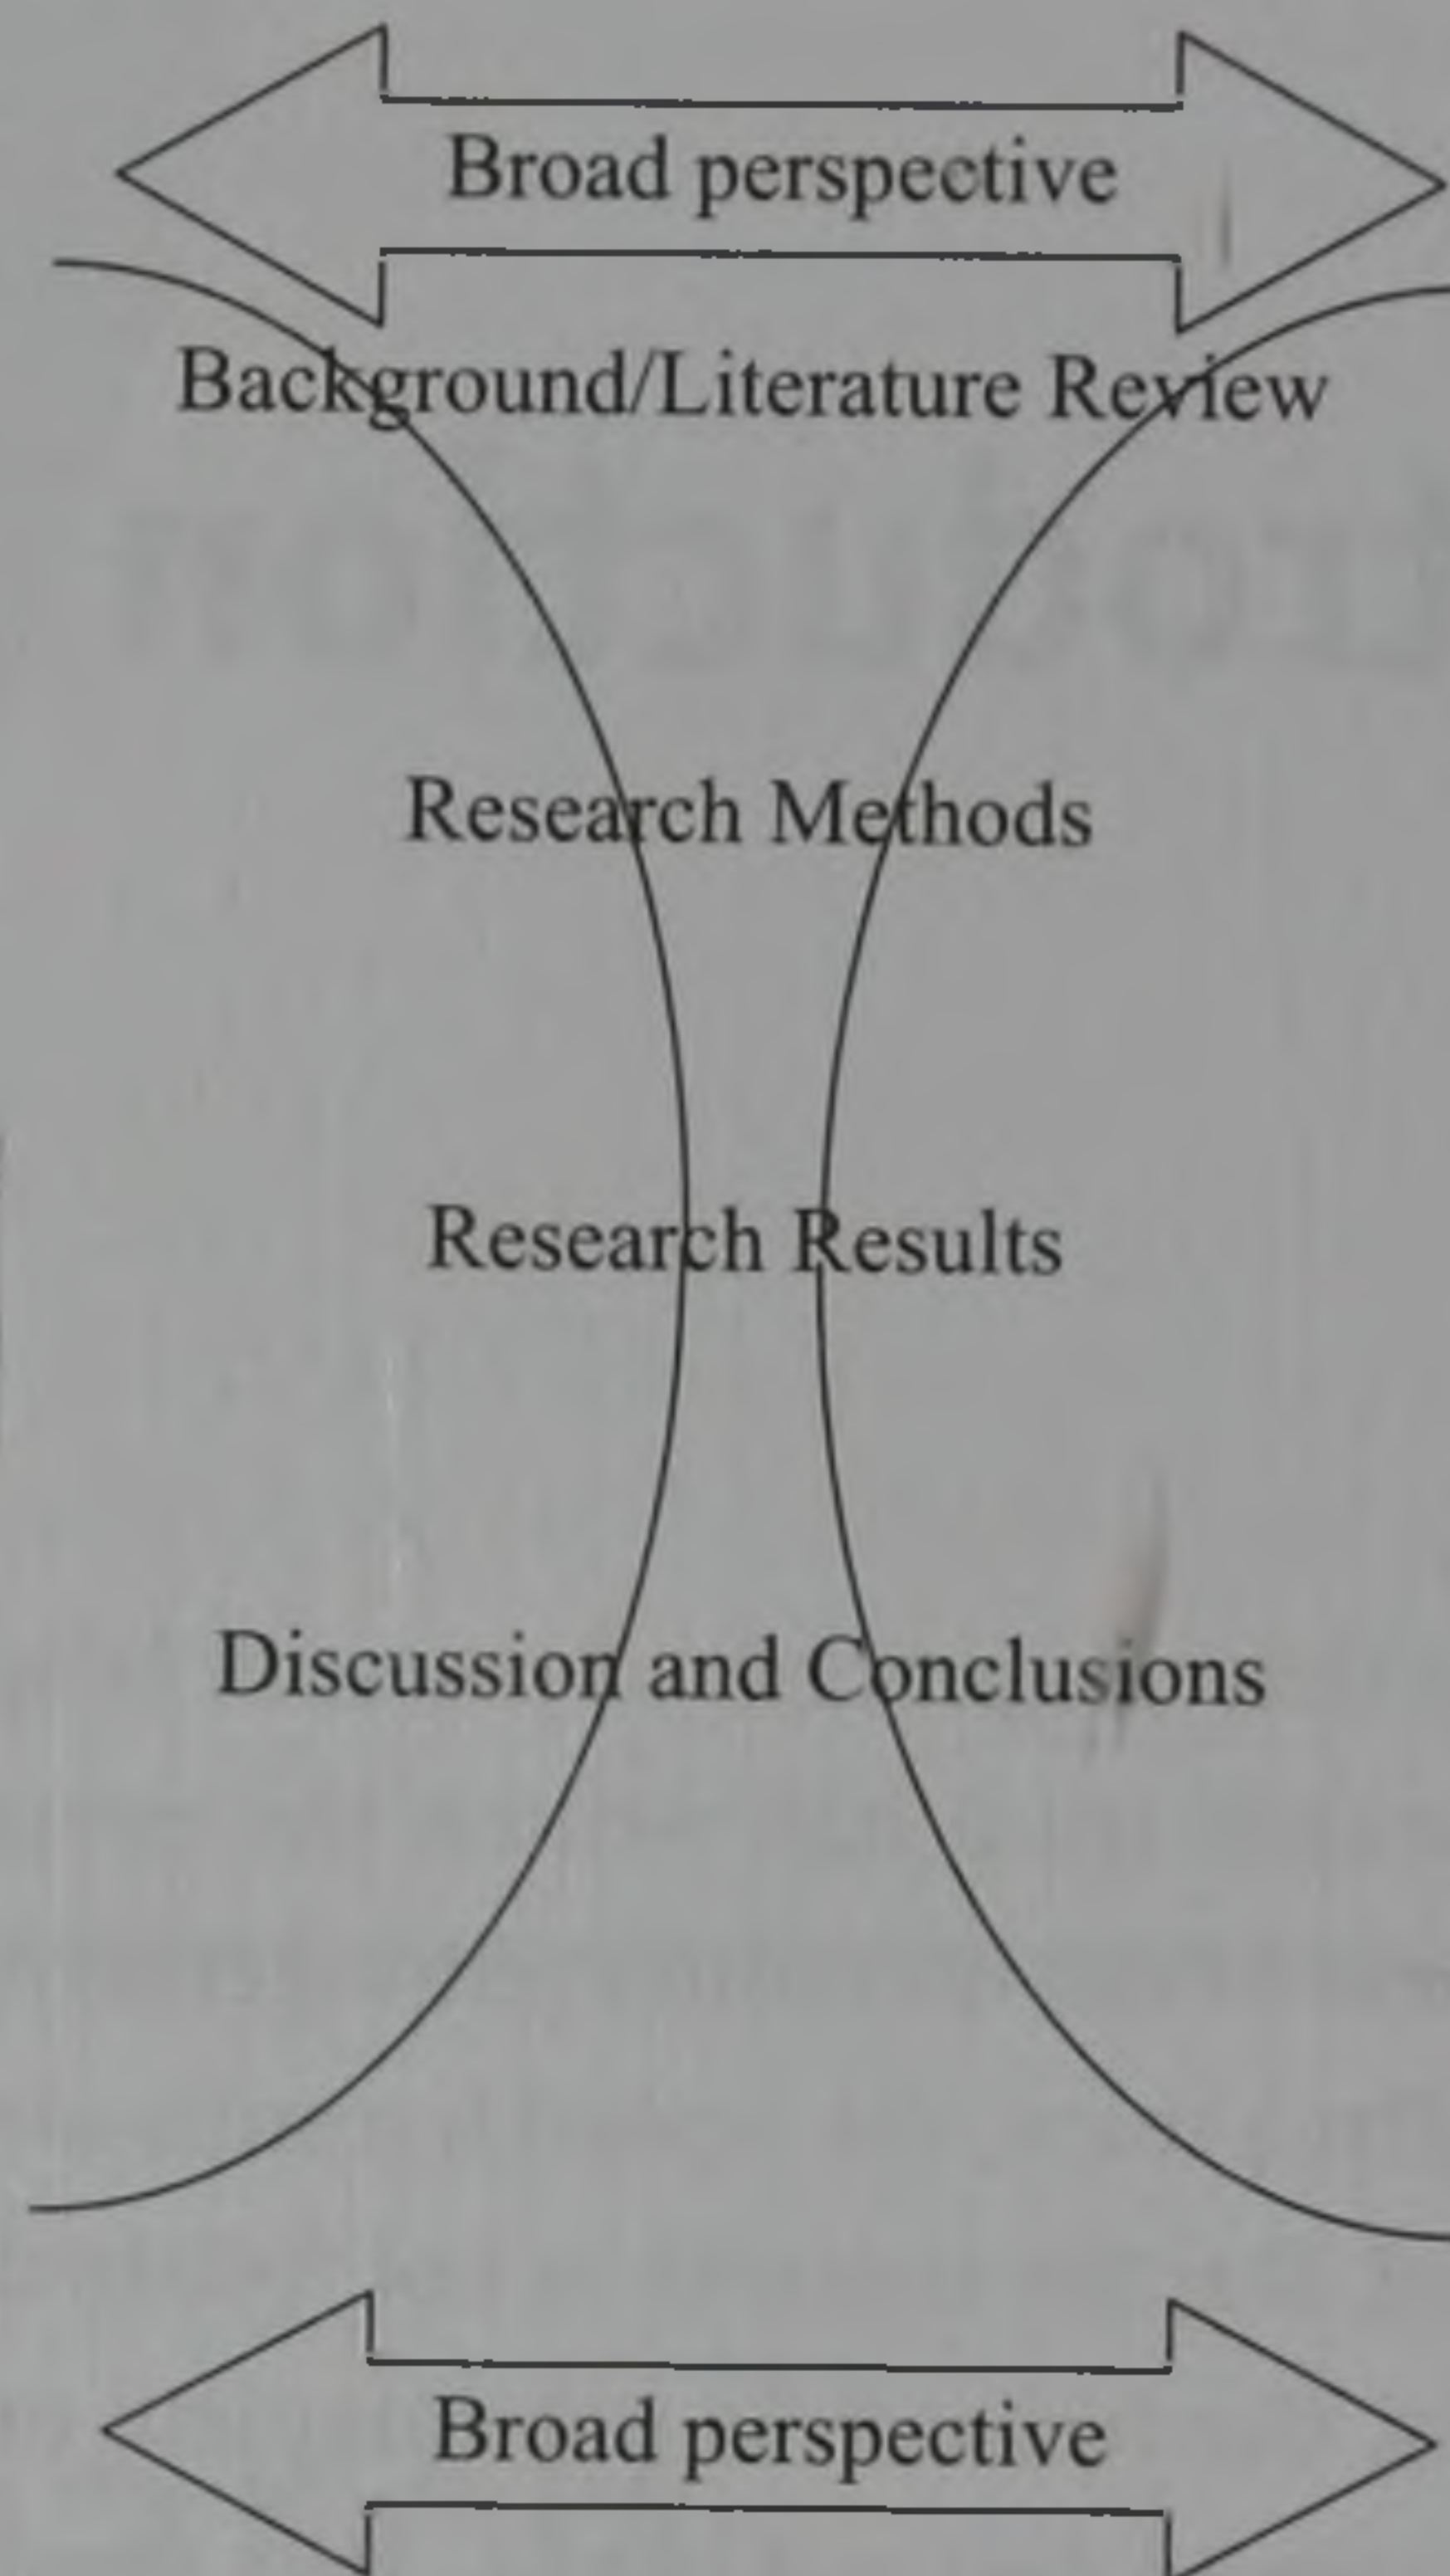 Broad perspective
Background/Literature Review
Research Methods
Research Results
Discussion and Conclusions
Broad perspective